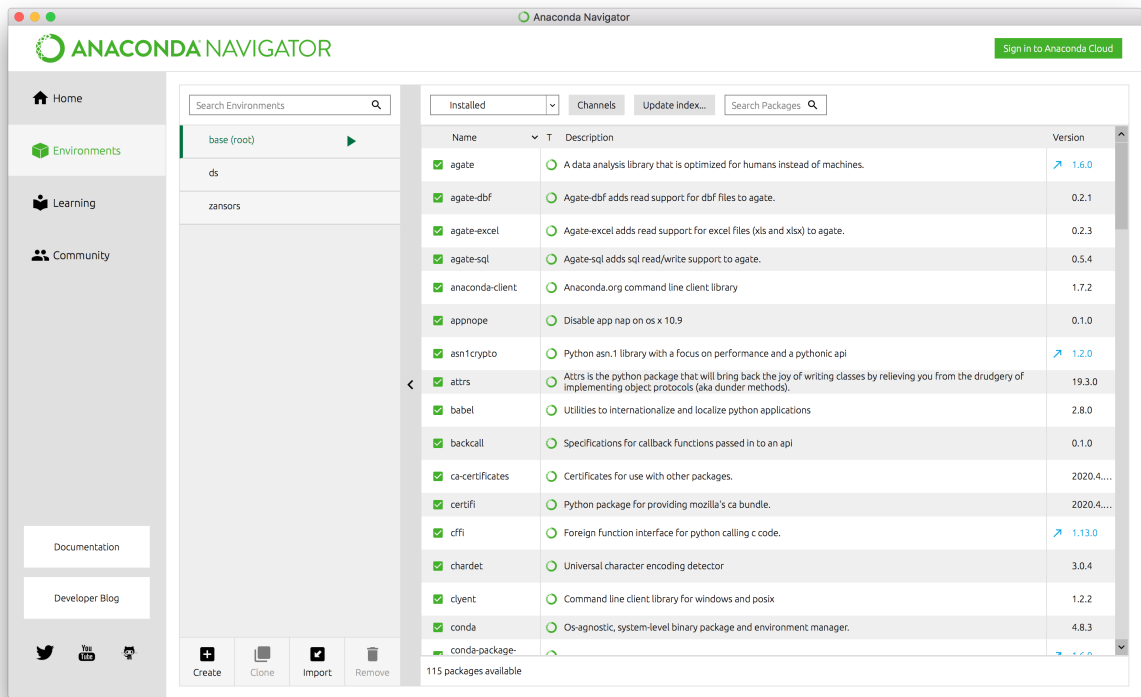 Anaconda Navigator
ANACONDA NAVIGATOR
Sign in to Anaconda Cloud
Home
Environments
Learning
Community
Documentation
Developer Blog
You
Tube
Search Environments
base (root)
ds
zansors
Create
Clone
Import
Remove
Installed
Channels
Update index...
Search Packages
Name T Description Version
agate A data analysis library that is optimized for humans instead of machines. 1.6.0
agate-dbf Agate-dbf adds read support for dbf files to agate. 0.2.1
agate-excel Agate-excel adds read support for excel files (xls and xlsx) to agate. 0.2.3
agate-sql Agate-sql adds sql read/write support to agate. 0.5.4
anaconda-client Anaconda.org command line client library 1.7.2
appnope Disable app nap on os x 10.9 0.1.0
asn1crypto Python asn.1 library with a focus on performance and a pythonic api 1.2.0
attrs Attrs is the python package that will bring back the joy of writing classes by relieving you from the drudgery of
implementing object protocols (aka dunder methods). 19.3.0
babel Utilities to internationalize and localize python applications 2.8.0
backcall Specifications for callback functions passed in to an api 0.1.0
ca-certificates Certificates for use with other packages. 2020.4....
certifi Python package for providing mozilla's ca bundle. 2020.4....
cffi Foreign function interface for python calling c code. 1.13.0
chardet Universal character encoding detector 3.0.4
clyent Command line client library for windows and posix 1.2.2
conda Os-agnostic, system-level binary package and environment manager. 4.8.3
conda-package-
115 packages available